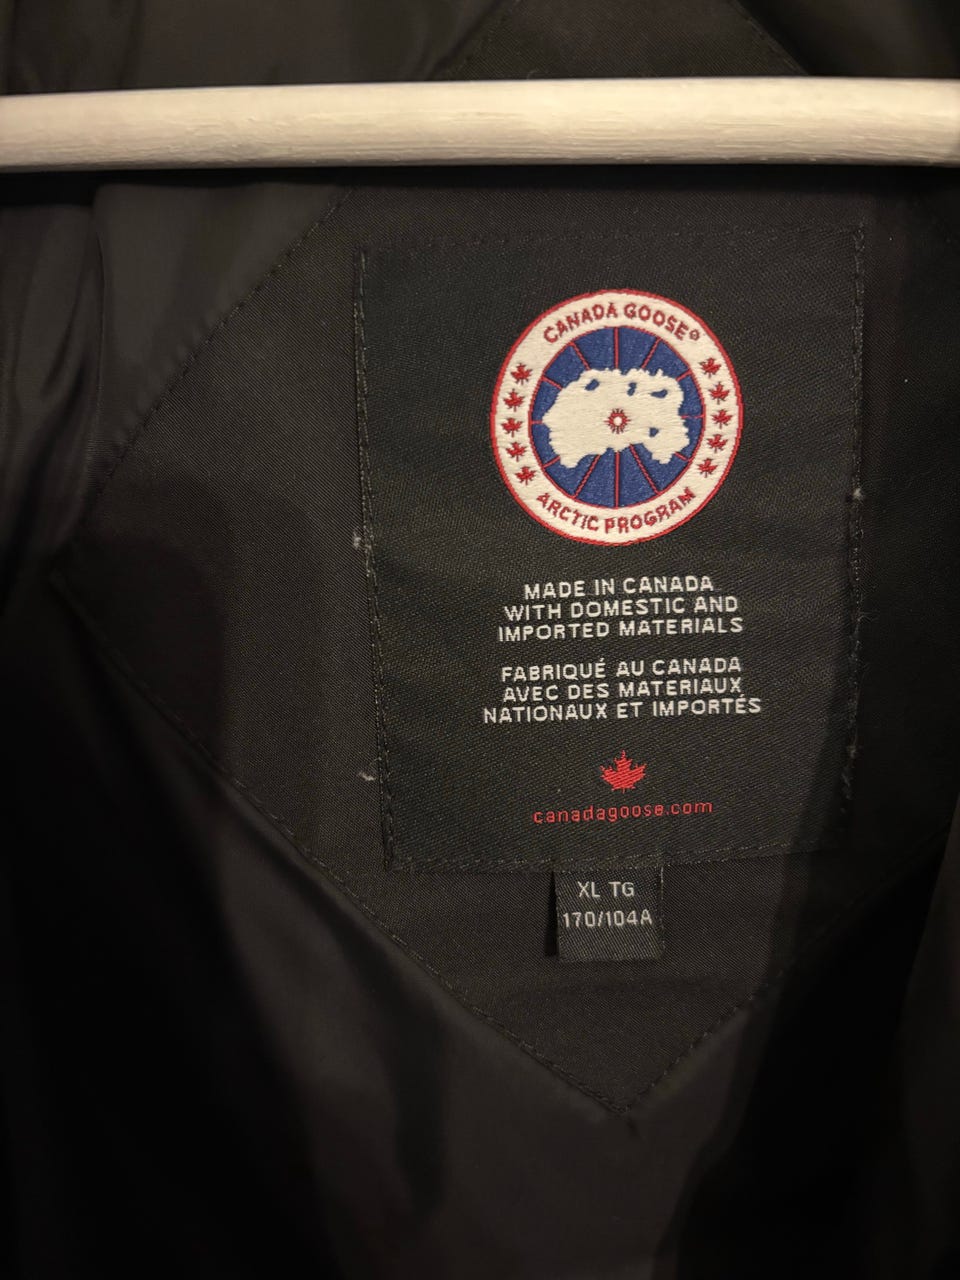 CANADA GOOSE®
ARCTIC PROGRAM
MADE IN CANADA
WITH DOMESTIC AND
IMPORTED MATERIALS
FABRIQUÉ AU CANADA
AVEC DES MATERIAUX
NATIONAUX ET IMPORTÉS
canadagoose.com
XL TG
170/104A